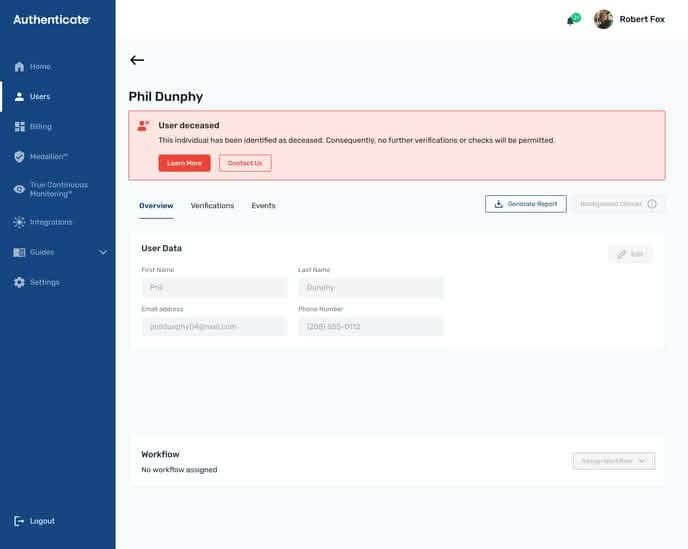 Authenticate
Robert Fox
Home
Users
Billing
Medallion℠
True Continuous
Monitoring℠
Integrations
Guides
Settings
Logout
Phil Dunphy
User deceased
This individual has been identified as deceased. Consequently, no further verifications or checks will be permitted.
Learn More
Contact Us
Overview
Verifications
Events
Generate Report
Background Checks
User Data
Edit
First Name
Last Name
Phil
Dunphy
Email address
Phone Number
phildunphy04@mail.com
(208) 555-0112
Workflow
No workflow assigned
Assign Workflow